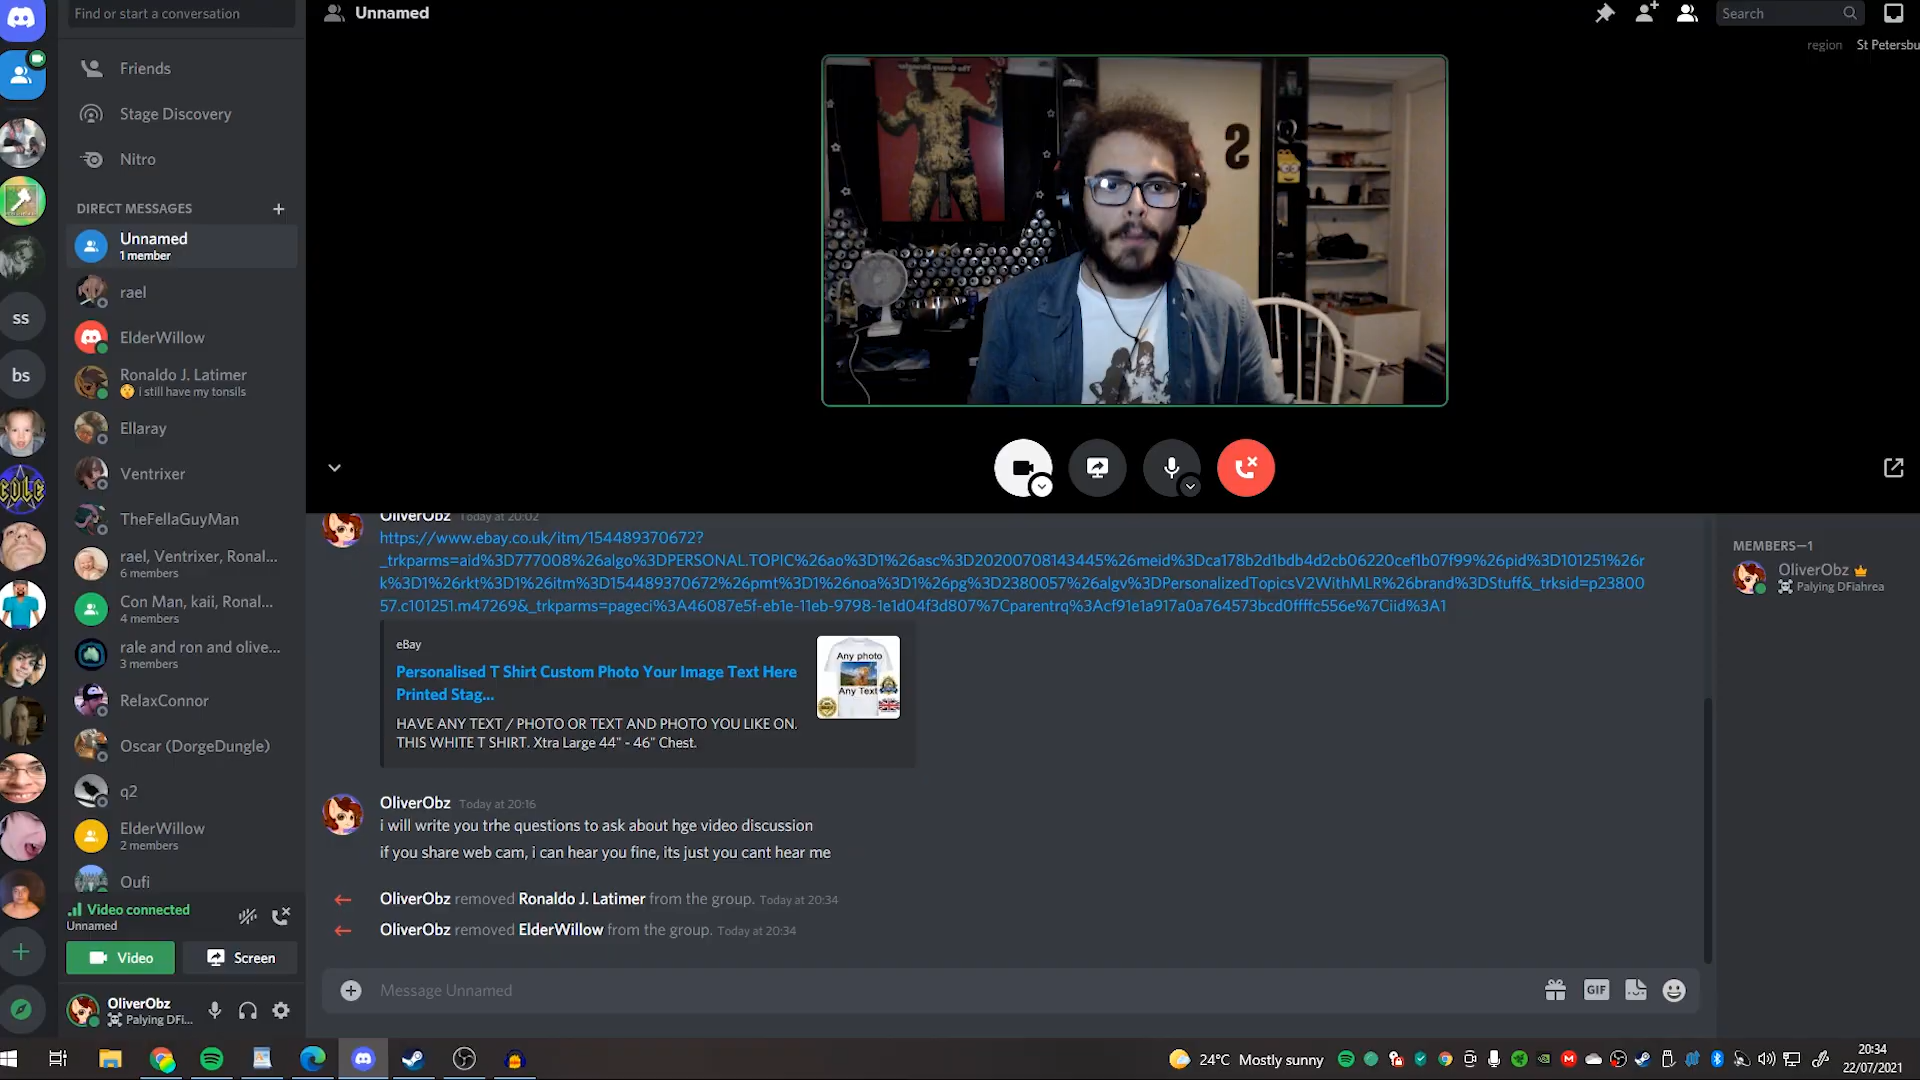 Find or start a conversation
Unnamed
Search
region St Petersbu
Friends
Stage Discovery
Nitro
DIRECT MESSAGES
Unnamed
1 member
rael
ElderWillow
Ronaldo J. Latimer
i still have my tonsils
Ellaray
Ventrixer
TheFellaGuyMan
rael, Ventrixer, Ronal...
6 members
Con Man, kaii, Ronal...
4 members
rale and ron and olive...
3 members
RelaxConnor
Oscar (DorgeDungle)
q2
ElderWillow
2 members
Oufi
ss
bs
Video connected
Unnamed
Video
Screen
OliverObz
Palying DFi...
S
OliverObz Today at 20:02
https://www.ebay.co.uk/itm/154489370672?
_trkparms=aid%3D777008%26algo%3DPERSONAL.TOPIC%26ao%3D1%26asc%3D20200708143445%26meid%3Dca178b2d1bdb4d2cb06220cef1b07f99%26pid%3D101251%26r
k%3D1%26rkt%3D1%26itm%3D154489370672%26pmt%3D1%26noa%3D1%26pg%3D2380057%26algv%3DPersonalizedTopicsV2WithMLR%26brand%3DStuff&_trksid=p23800
57.c101251.m47269&_trkparms=pageci%3A46087e5f-eb1e-11eb-9798-1e1d04f3d807%7Cparentrq%3Acf91e1a917a0a764573bcd0ffffc556e%7Ciid%3A1
eBay
Personalised T Shirt Custom Photo Your Image Text Here
Printed Stag...
HAVE ANY TEXT / PHOTO OR TEXT AND PHOTO YOU LIKE ON.
THIS WHITE T SHIRT. Xtra Large 44" - 46" Chest.
Any photo
Any Text
OliverObz Today at 20:16
i will write you trhe questions to ask about hge video discussion
if you share web cam, i can hear you fine, its just you cant hear me
OliverObz removed Ronaldo J. Latimer from the group. Today at 20:34
OliverObz removed ElderWillow from the group. Today at 20:34
Message Unnamed
GIF
MEMBERS—1
OliverObz
Palying DFiahrea
24°C Mostly sunny
20:34
22/07/2021